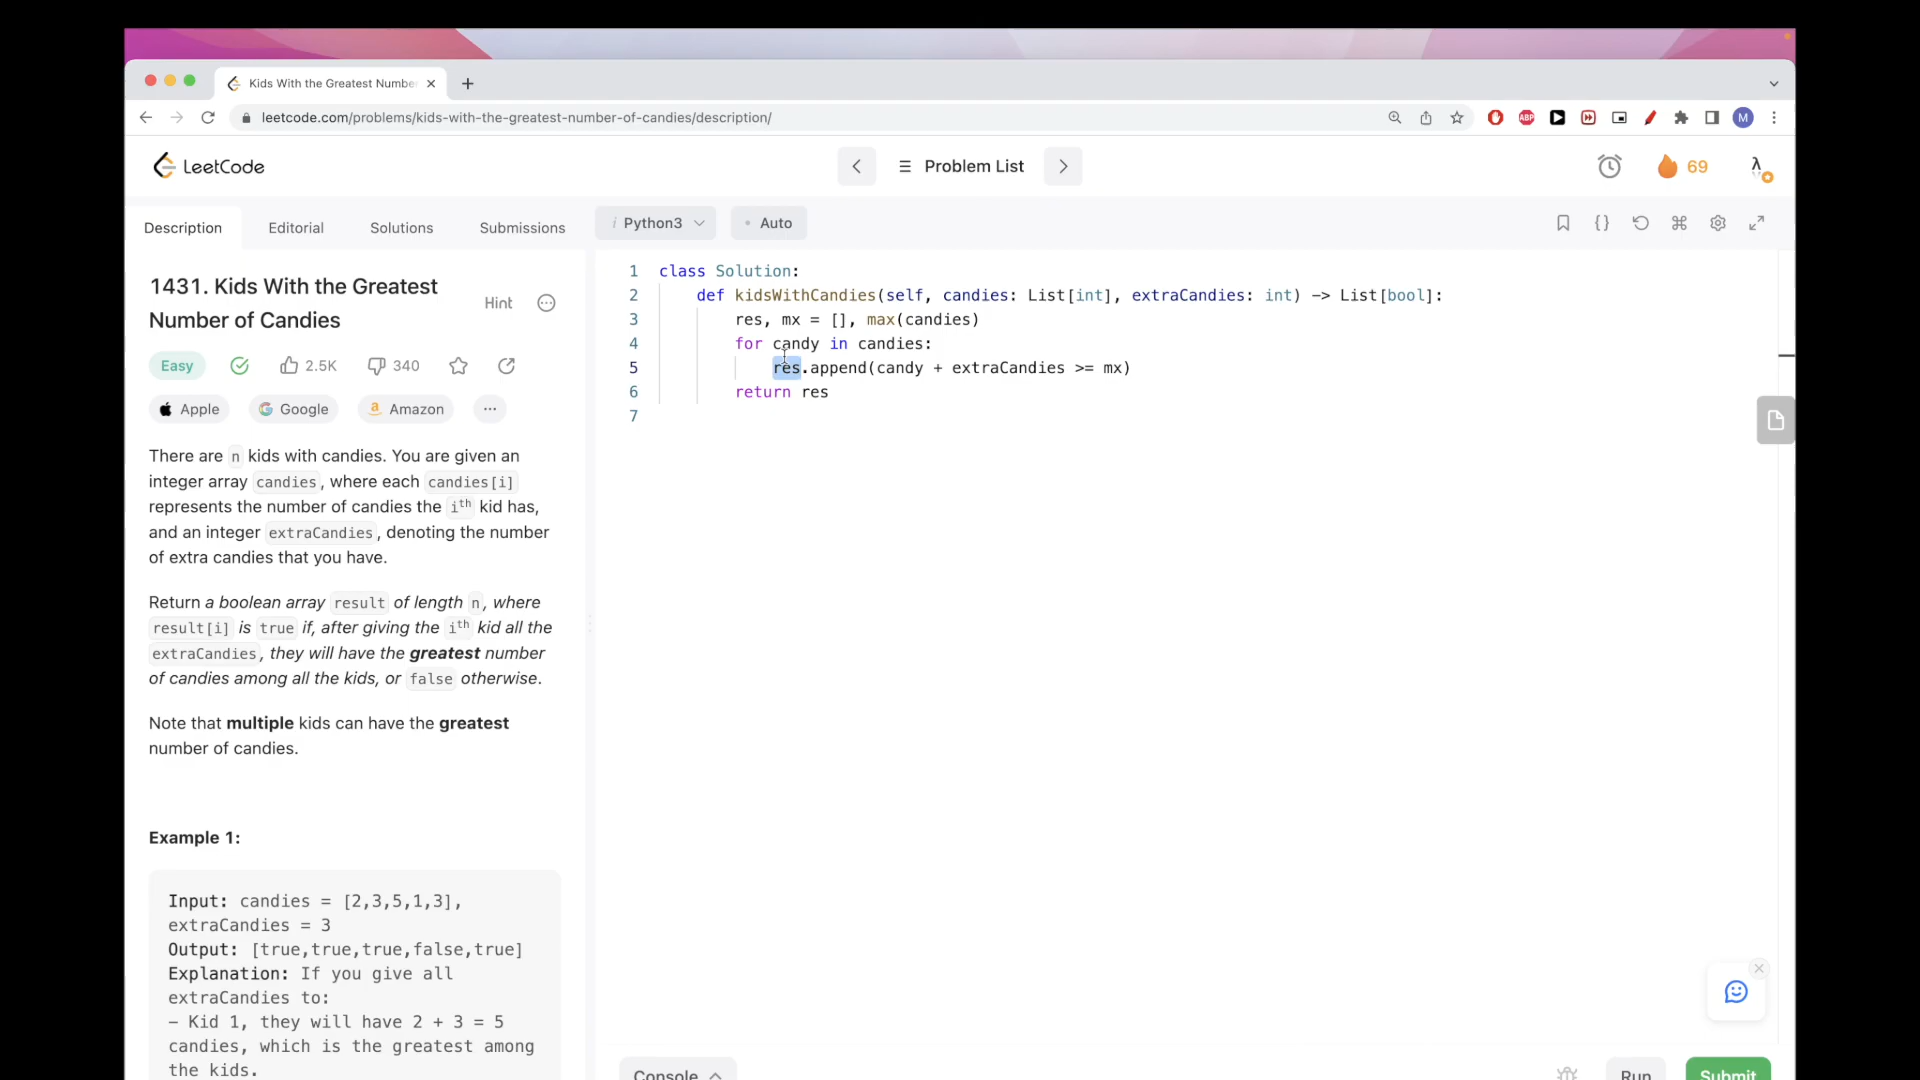 Kids With the Greatest Numbe
leetcode.com/problems/kids-with-the-greatest-number-of-candies/description/
ABP
M
LeetCode
Problem List
69
Description Editorial Solutions Submissions
i Python3 • Auto
1431. Kids With the Greatest
Number of Candies
Hint
Easy 2.5K 340
Apple Google Amazon ...
There are n kids with candies. You are given an
integer array candies, where each candies[i]
represents the number of candies the ith kid has,
and an integer extraCandies, denoting the number
of extra candies that you have.
Return a boolean array result of length n, where
result[i] is true if, after giving the ith kid all the
extraCandies, they will have the greatest number
of candies among all the kids, or false otherwise.
Note that multiple kids can have the greatest
number of candies.
Example 1:
Input: candies = [2,3,5,1,3],
extraCandies = 3
Output: [true,true,true,false,true]
Explanation: If you give all
extraCandies to:
- Kid 1, they will have 2 + 3 = 5
candies, which is the greatest among
the kids.
1 class Solution:
2 def kidsWithCandies(self, candies: List[int], extraCandies: int) -> List[bool]:
3 res, mx = [], max(candies)
4 for candy in candies:
5 res.append(candy + extraCandies >= mx)
6 return res
7
Console Run Submit